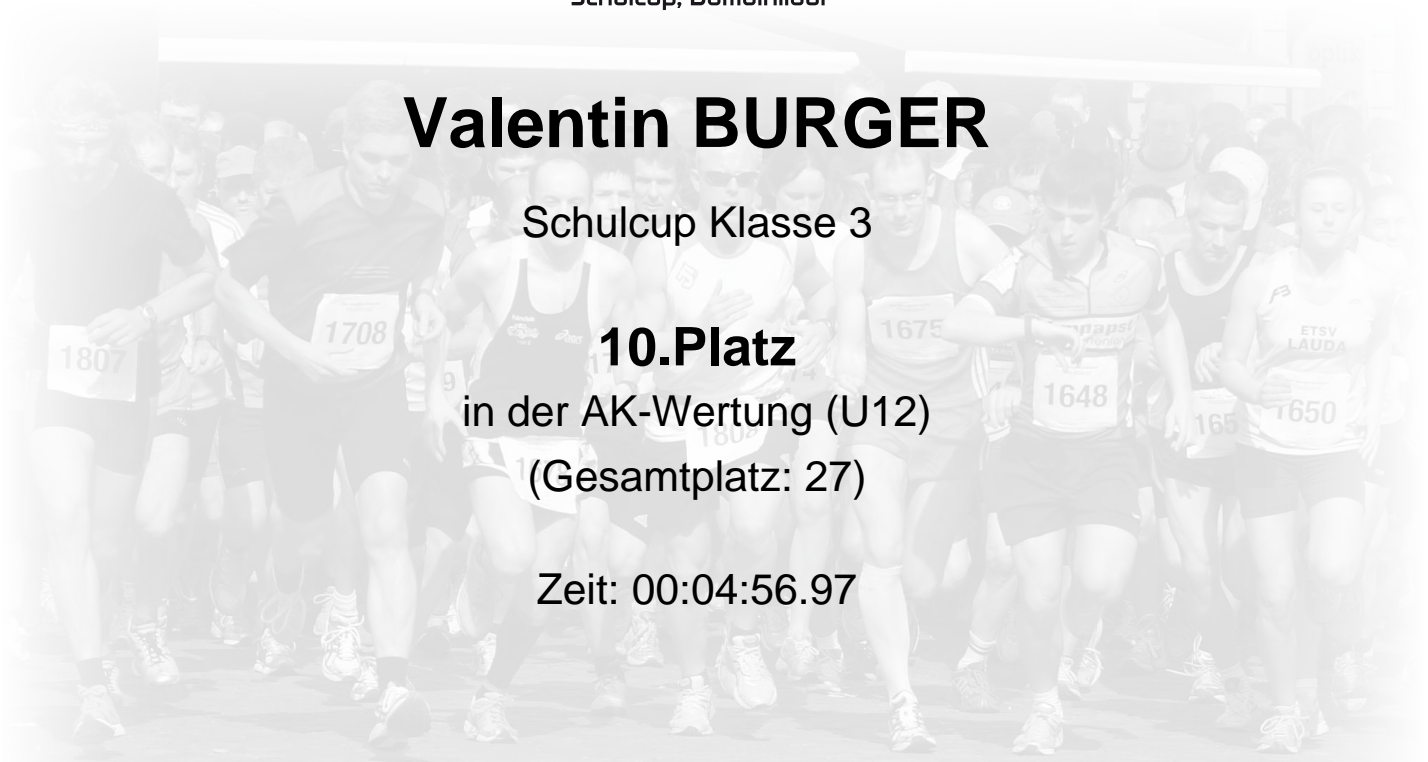 Valentin BURGER
Schulcup Klasse 3
10.Platz
in der AK-Wertung (U12)
(Gesamtplatz: 27)
Zeit: 00:04:56.97
1807
1708
1675
1648
165
1650
ETSV
LAUDA